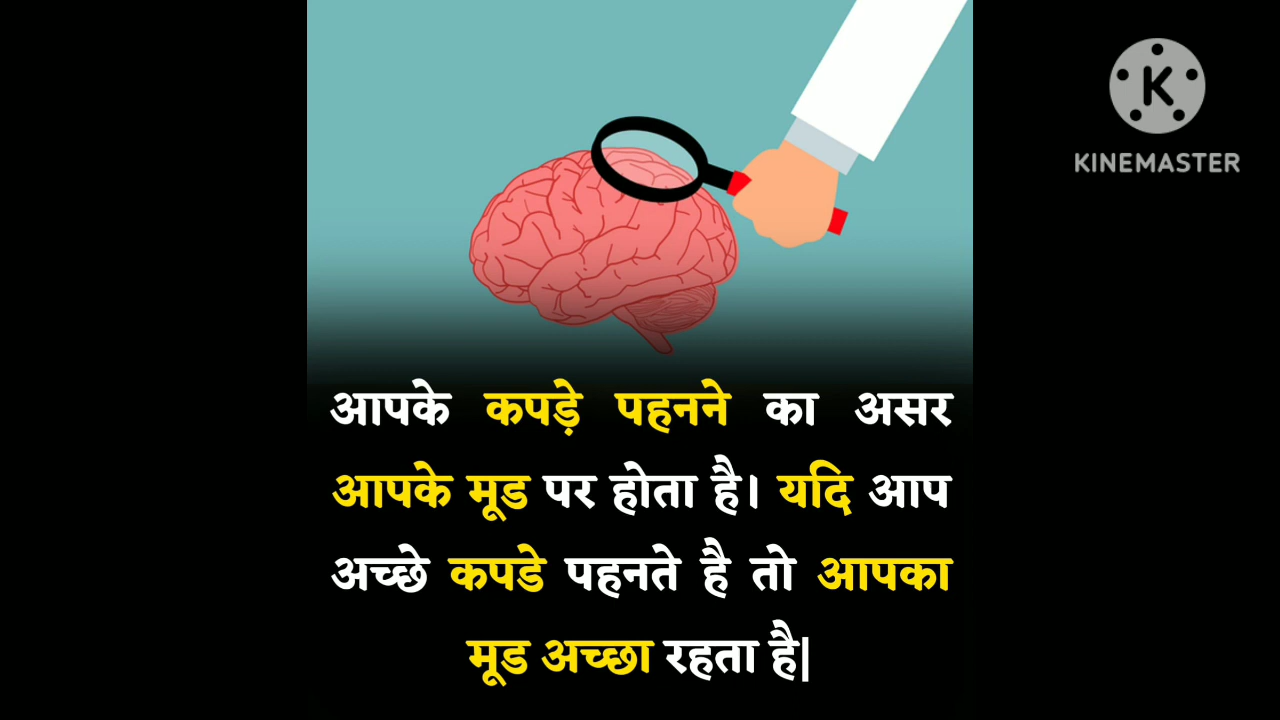 K
KINEMASTER
आपके कपड़े पहनने का असर
आपके मूड पर होता है। यदि आप
अच्छे कपडे पहनते है तो आपका
मूड अच्छा रहता है|